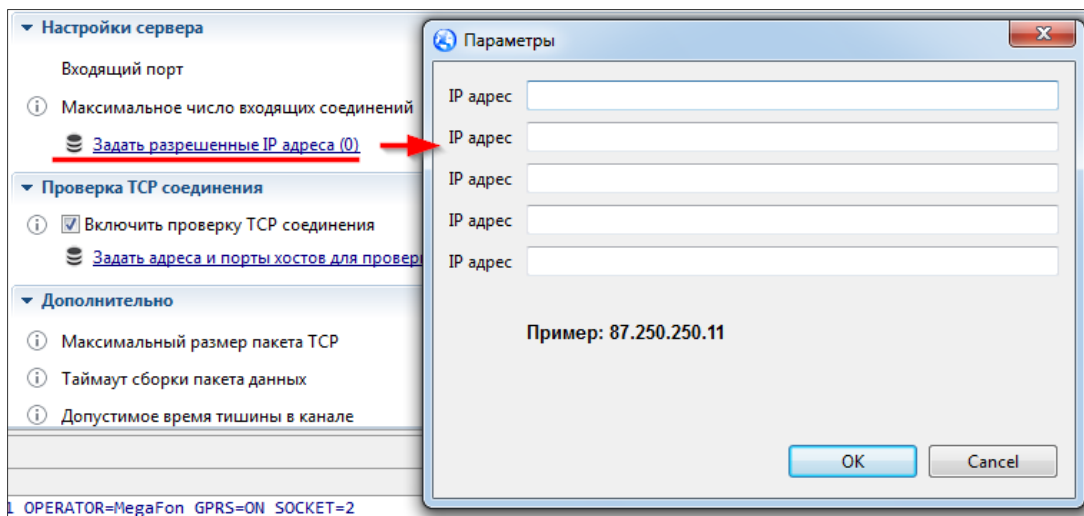 Настройки сервера
Входящий порт
Максимальное число входящих соединений
Задать разрешенные IP адреса (0)
Проверка TCP соединения
Включить проверку TCP соединения
Задать адреса и порты хостов для
Дополнительно
Максимальный размер пакета TCP
Таймаут сборки пакета данных
Допустимое время тишины в канале
OPERATOR=MegaFon GPRS=ON SOCKET=2
Параметры
IP адрес
IP адрес
IP адрес
IP адрес
IP адрес
Пример: 87.250.250.11
OK
Cancel